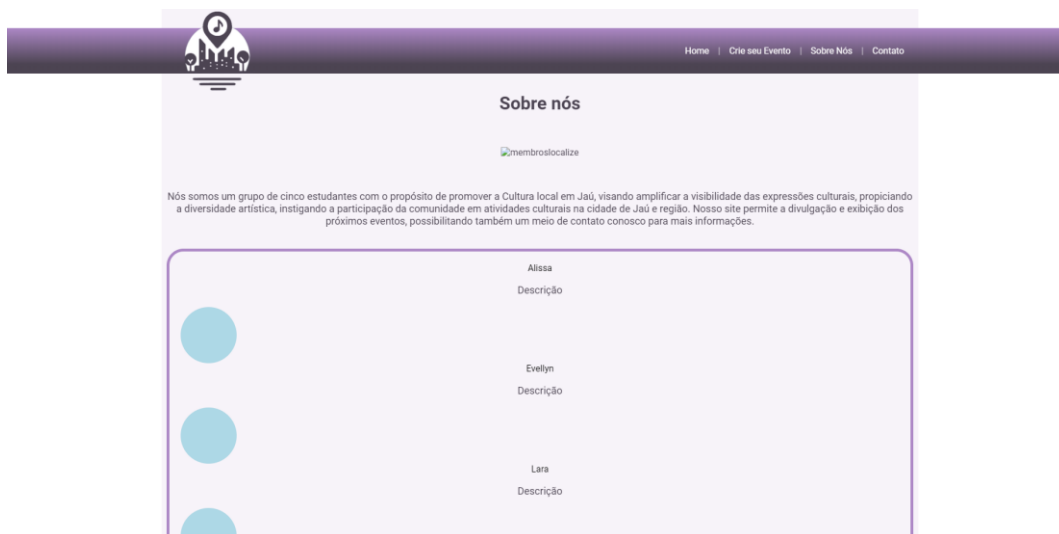 Home | Crie seu Evento | Sobre Nós | Contato
Sobre nós
membroslocalize
Nós somos um grupo de cinco estudantes com o propósito de promover a Cultura local em Jaú, visando amplificar a visibilidade das expressões culturais, propiciando
a diversidade artística, instigando a participação da comunidade em atividades culturais na cidade de Jaú e região. Nosso site permite a divulgação e exibição dos
próximos eventos, possibilitando também um meio de contato conosco para mais informações.
Alissa
Descrição
Evellyn
Descrição
Lara
Descrição